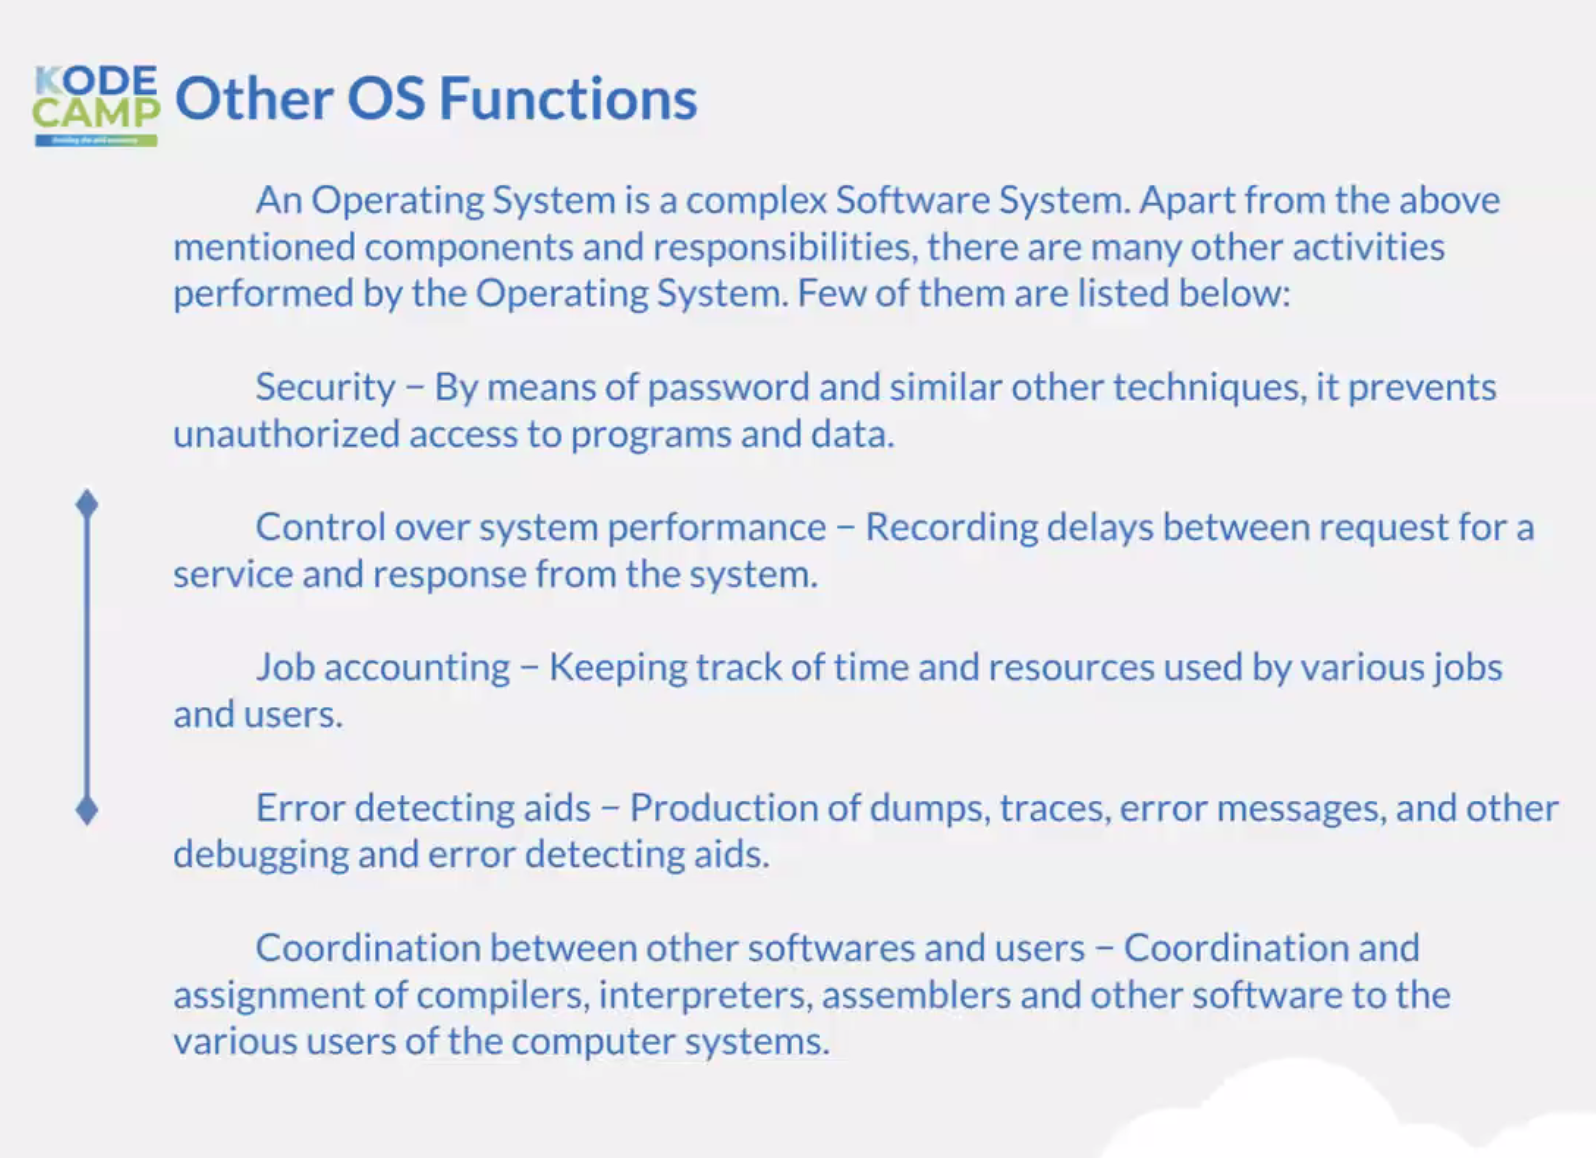 KODE
CAMP
Other OS Functions
An Operating System is a complex Software System. Apart from the above
mentioned components and responsibilities, there are many other activities
performed by the Operating System. Few of them are listed below:
Security − By means of password and similar other techniques, it prevents
unauthorized access to programs and data.
Control over system performance − Recording delays between request for a
service and response from the system.
Job accounting − Keeping track of time and resources used by various jobs
and users.
Error detecting aids − Production of dumps, traces, error messages, and other
debugging and error detecting aids.
Coordination between other softwares and users − Coordination and
assignment of compilers, interpreters, assemblers and other software to the
various users of the computer systems.